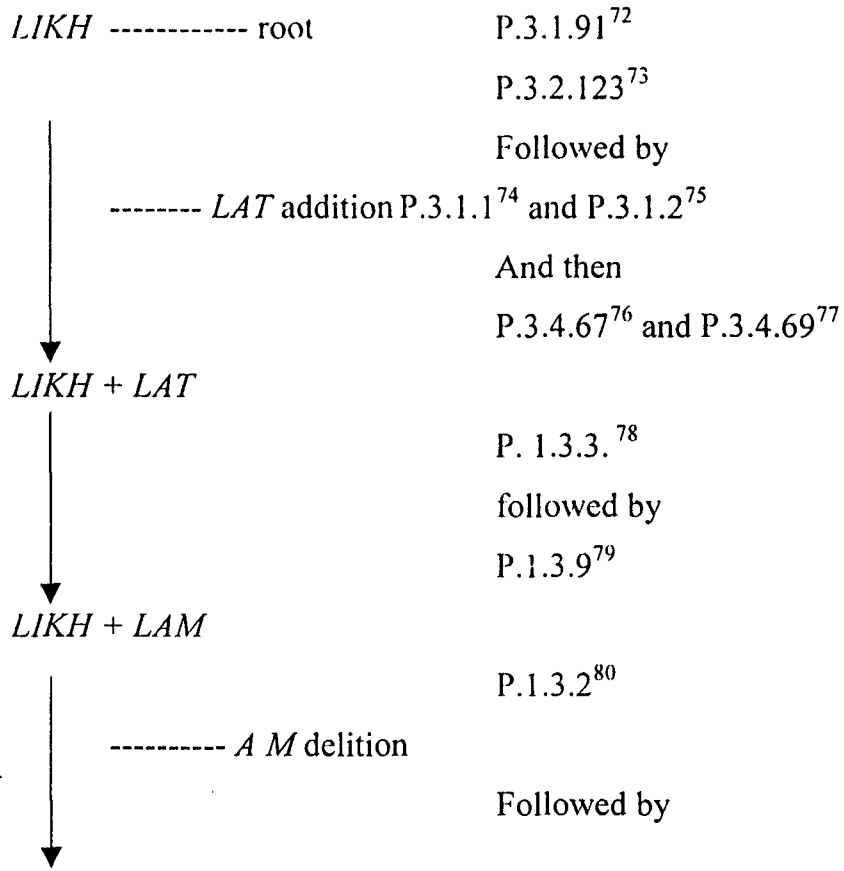 LIKH ------------ root P.3.1.91⁷²
P.3.2.123⁷³
Followed by
-------- LAT addition P.3.1.1⁷⁴ and P.3.1.2⁷⁵
And then
P.3.4.67⁷⁶ and P.3.4.69⁷⁷
LIKH + LAT
P. 1.3.3. ⁷⁸
followed by
P.1.3.9⁷⁹
LIKH + LAM
P.1.3.2⁸⁰
---------- A M delition
Followed by